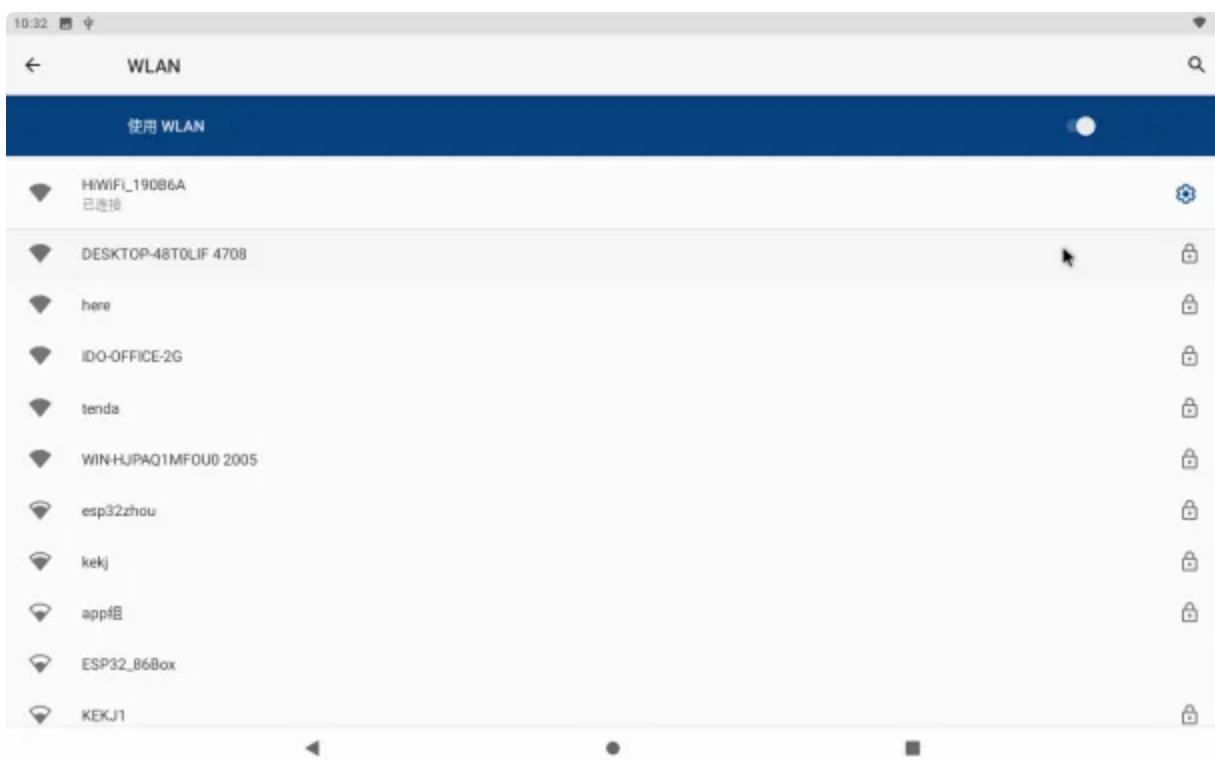 10:32
WLAN
使用 WLAN
HiWiFi_190B6A
已连接
DESKTOP-48T0LIF 4708
here
IDO-OFFICE-2G
tenda
WIN-HJPAQ1MFOU0 2005
esp32zhou
kekj
app组
ESP32_86Box
KEKJ1